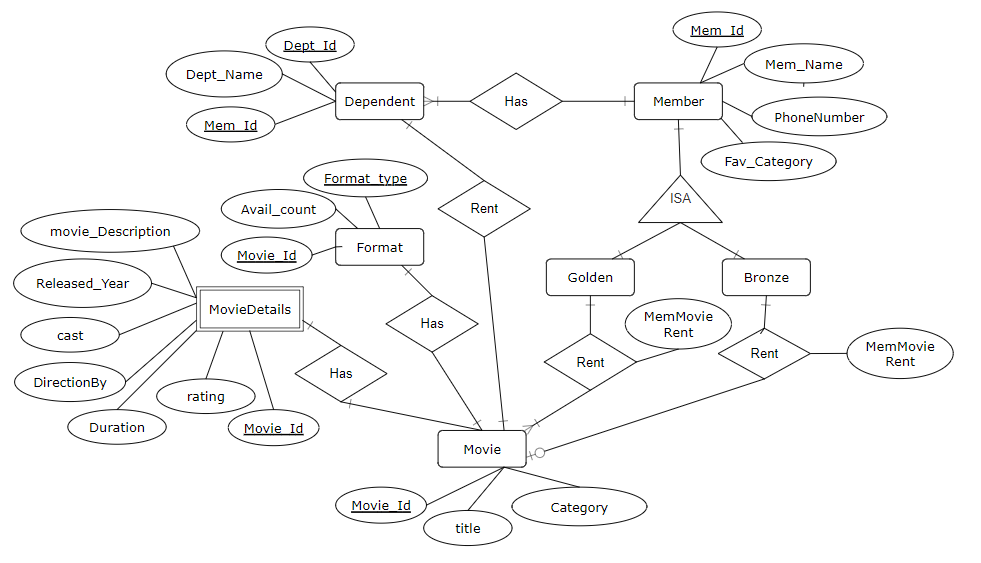 Mem_Id
Dept_Id
Mem_Name
Dept_Name
Dependent
Has
Member
PhoneNumber
Mem_Id
Fav_Category
Format_type
ISA
Avail_count
Rent
movie_Description
Format
Movie_Id
Golden
Bronze
Released_Year
MovieDetails
MemMovie
Rent
Has
cast
Rent
MemMovie
Rent
Rent
Has
DirectionBy
rating
Duration
Movie_Id
Movie
Movie_Id
Category
title